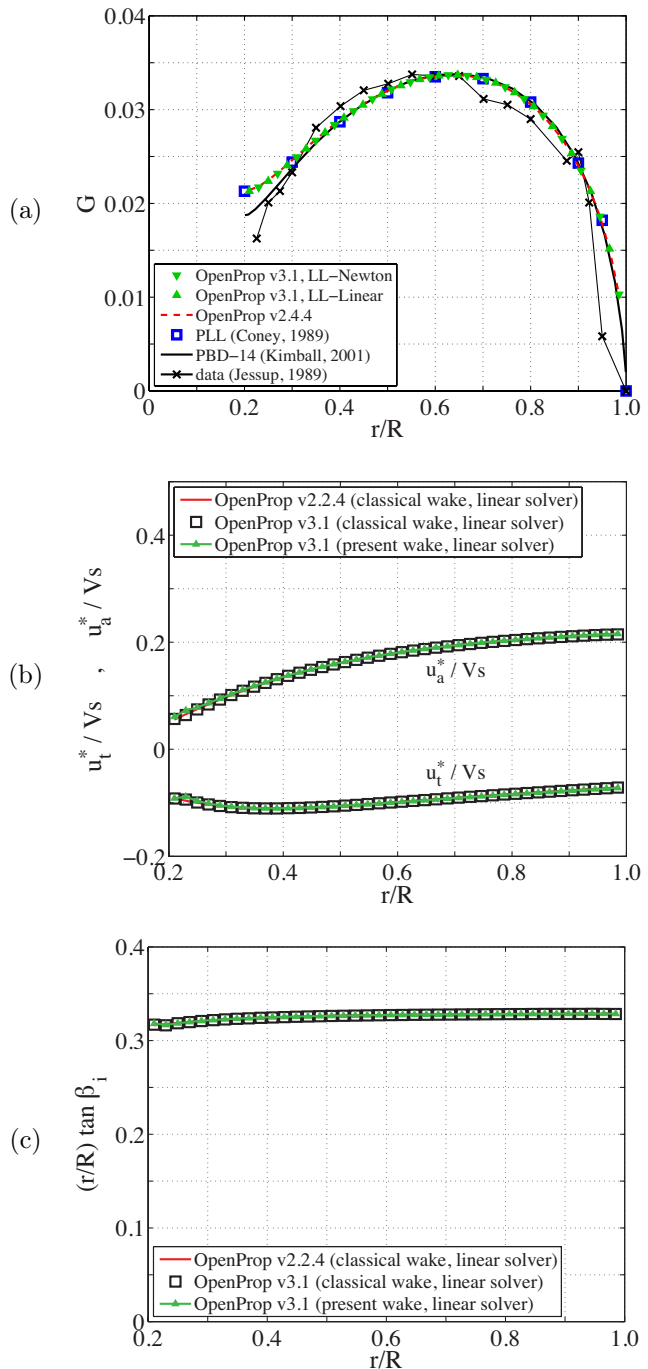 (a)
G
0.04
0.03
0.02
0.01
0
OpenProp v3.1, LL−Newton
OpenProp v3.1, LL−Linear
OpenProp v2.4.4
PLL (Coney, 1989)
PBD−14 (Kimball, 2001)
data (Jessup, 1989)
0 0.2 0.4 0.6 0.8 1.0
r/R
(b)
u_t^* / Vs , u_a^* / Vs
OpenProp v2.2.4 (classical wake, linear solver)
OpenProp v3.1 (classical wake, linear solver)
OpenProp v3.1 (present wake, linear solver)
0.4
0.2
u_a^* / Vs
0
u_t^* / Vs
−0.2
0.2 0.4 0.6 0.8 1.0
r/R
(c)
(r/R) tan β_i
0.4
0.3
0.2
0.1
0
OpenProp v2.2.4 (classical wake, linear solver)
OpenProp v3.1 (classical wake, linear solver)
OpenProp v3.1 (present wake, linear solver)
0.2 0.4 0.6 0.8 1.0
r/R